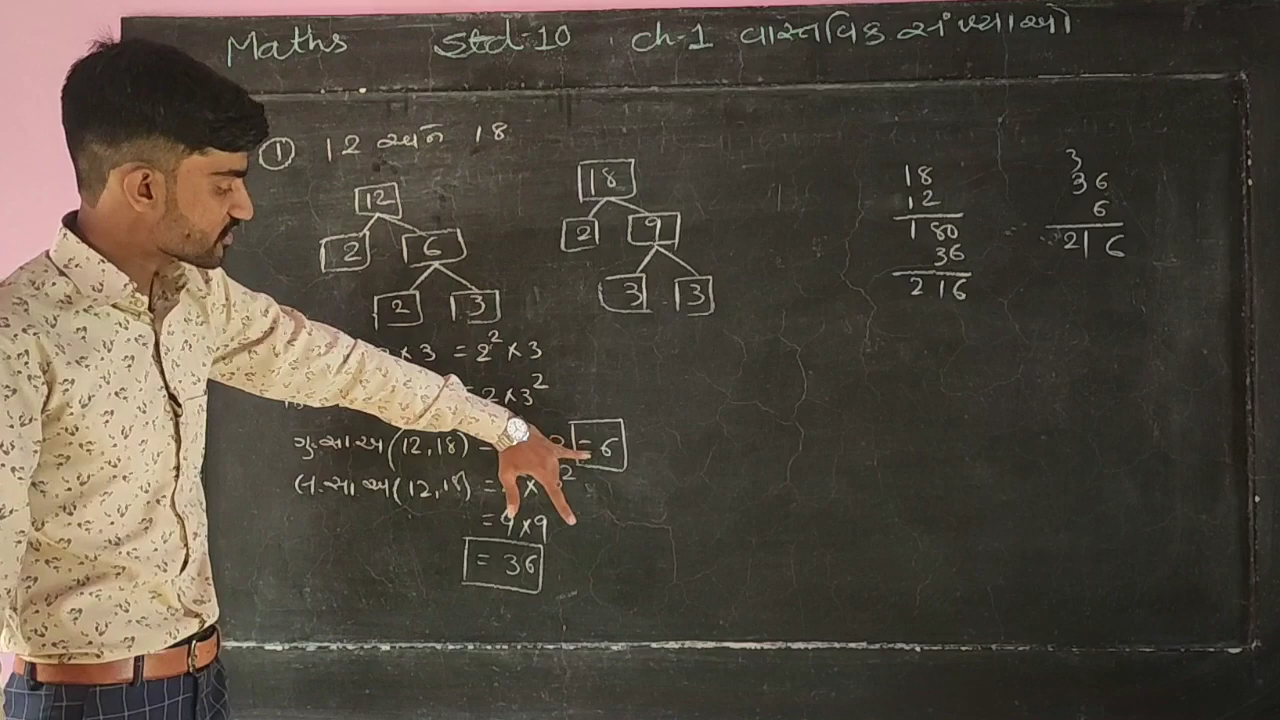 Maths Std-10 ch-1 વાસ્તવિક સંખ્યાઓ
① 12 અને 18
12
2 6
2 3
18
2 9
3 3
× 3 = 2² × 3
= 2 × 3²
ગુ.સા.અ (12, 18) = = 6
લ.સા.અ (12, 18) = ×
= 4 × 9
= 36
18
12
180
36
216
3
36
6
216